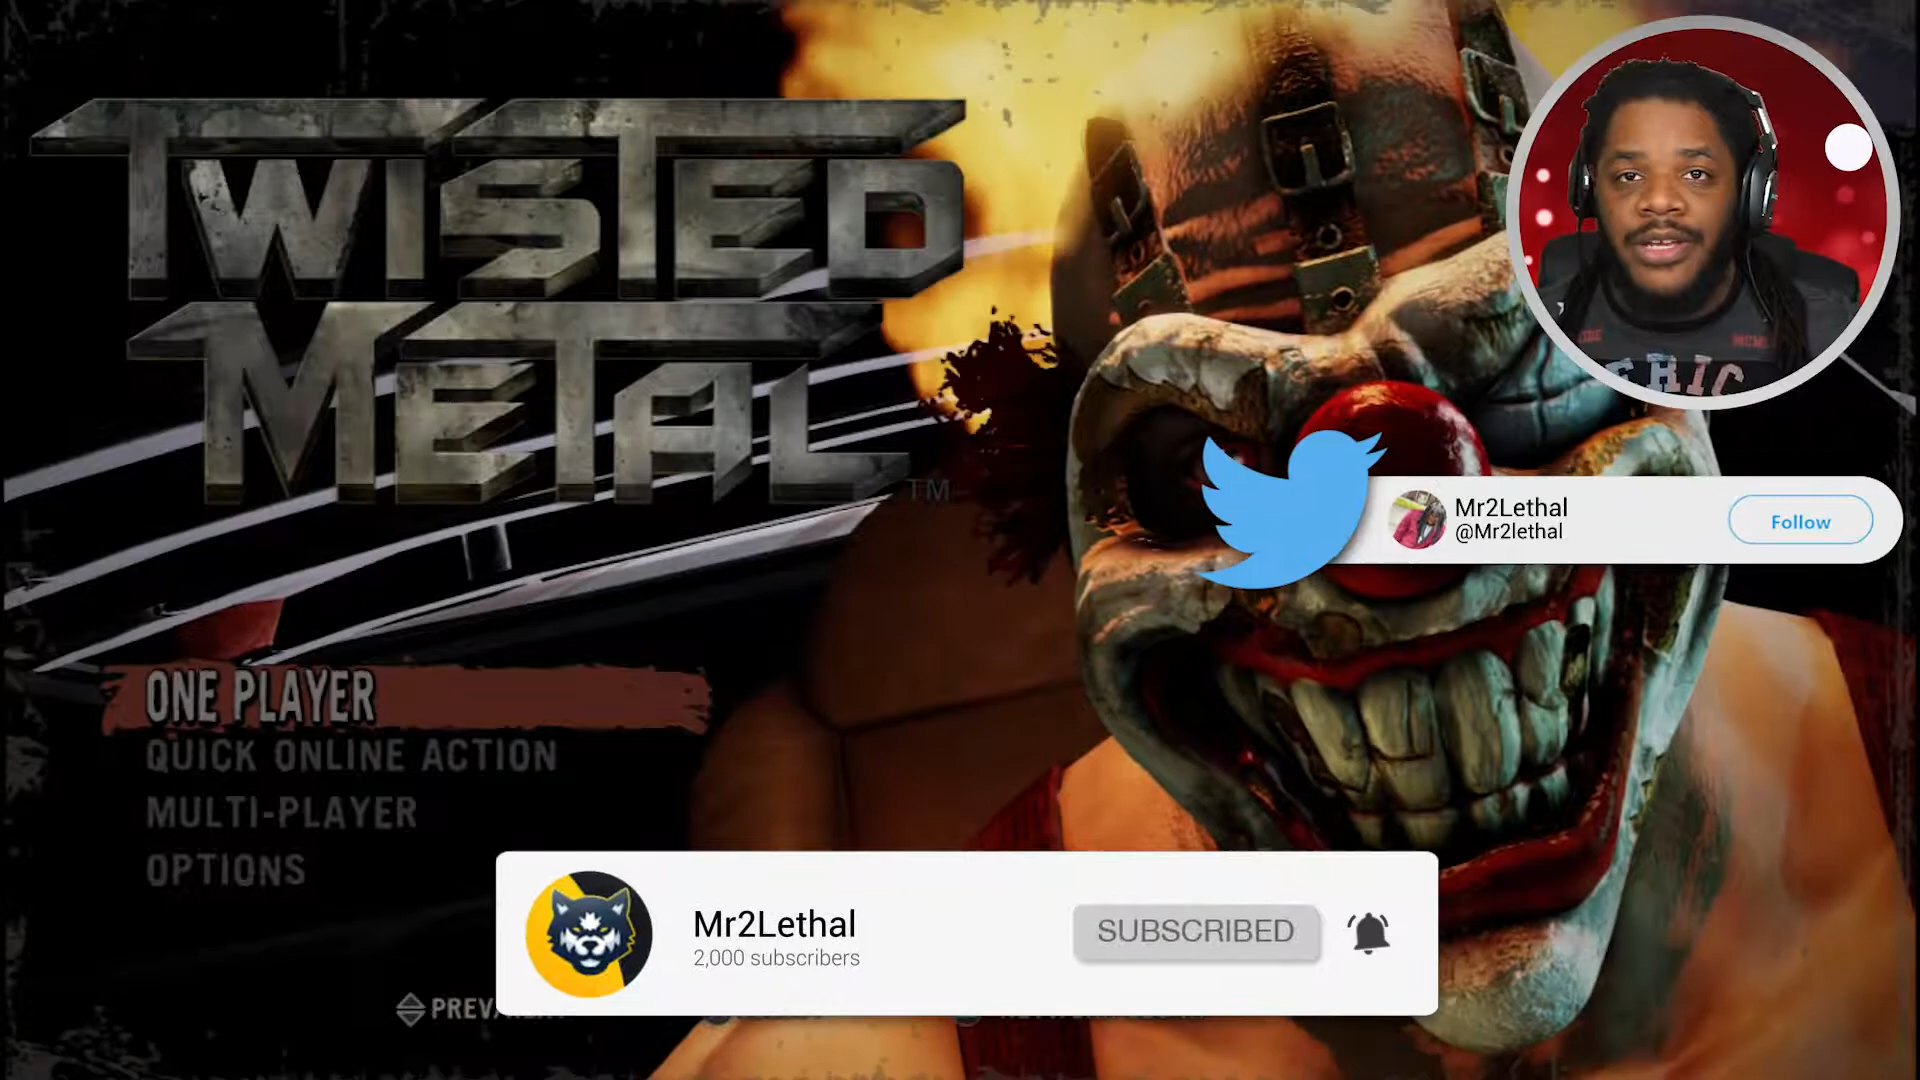 TWISTED
METAL
TM
ONE PLAYER
QUICK ONLINE ACTION
MULTI-PLAYER
OPTIONS
Mr2Lethal
@Mr2lethal
Follow
Mr2Lethal
2,000 subscribers
SUBSCRIBED